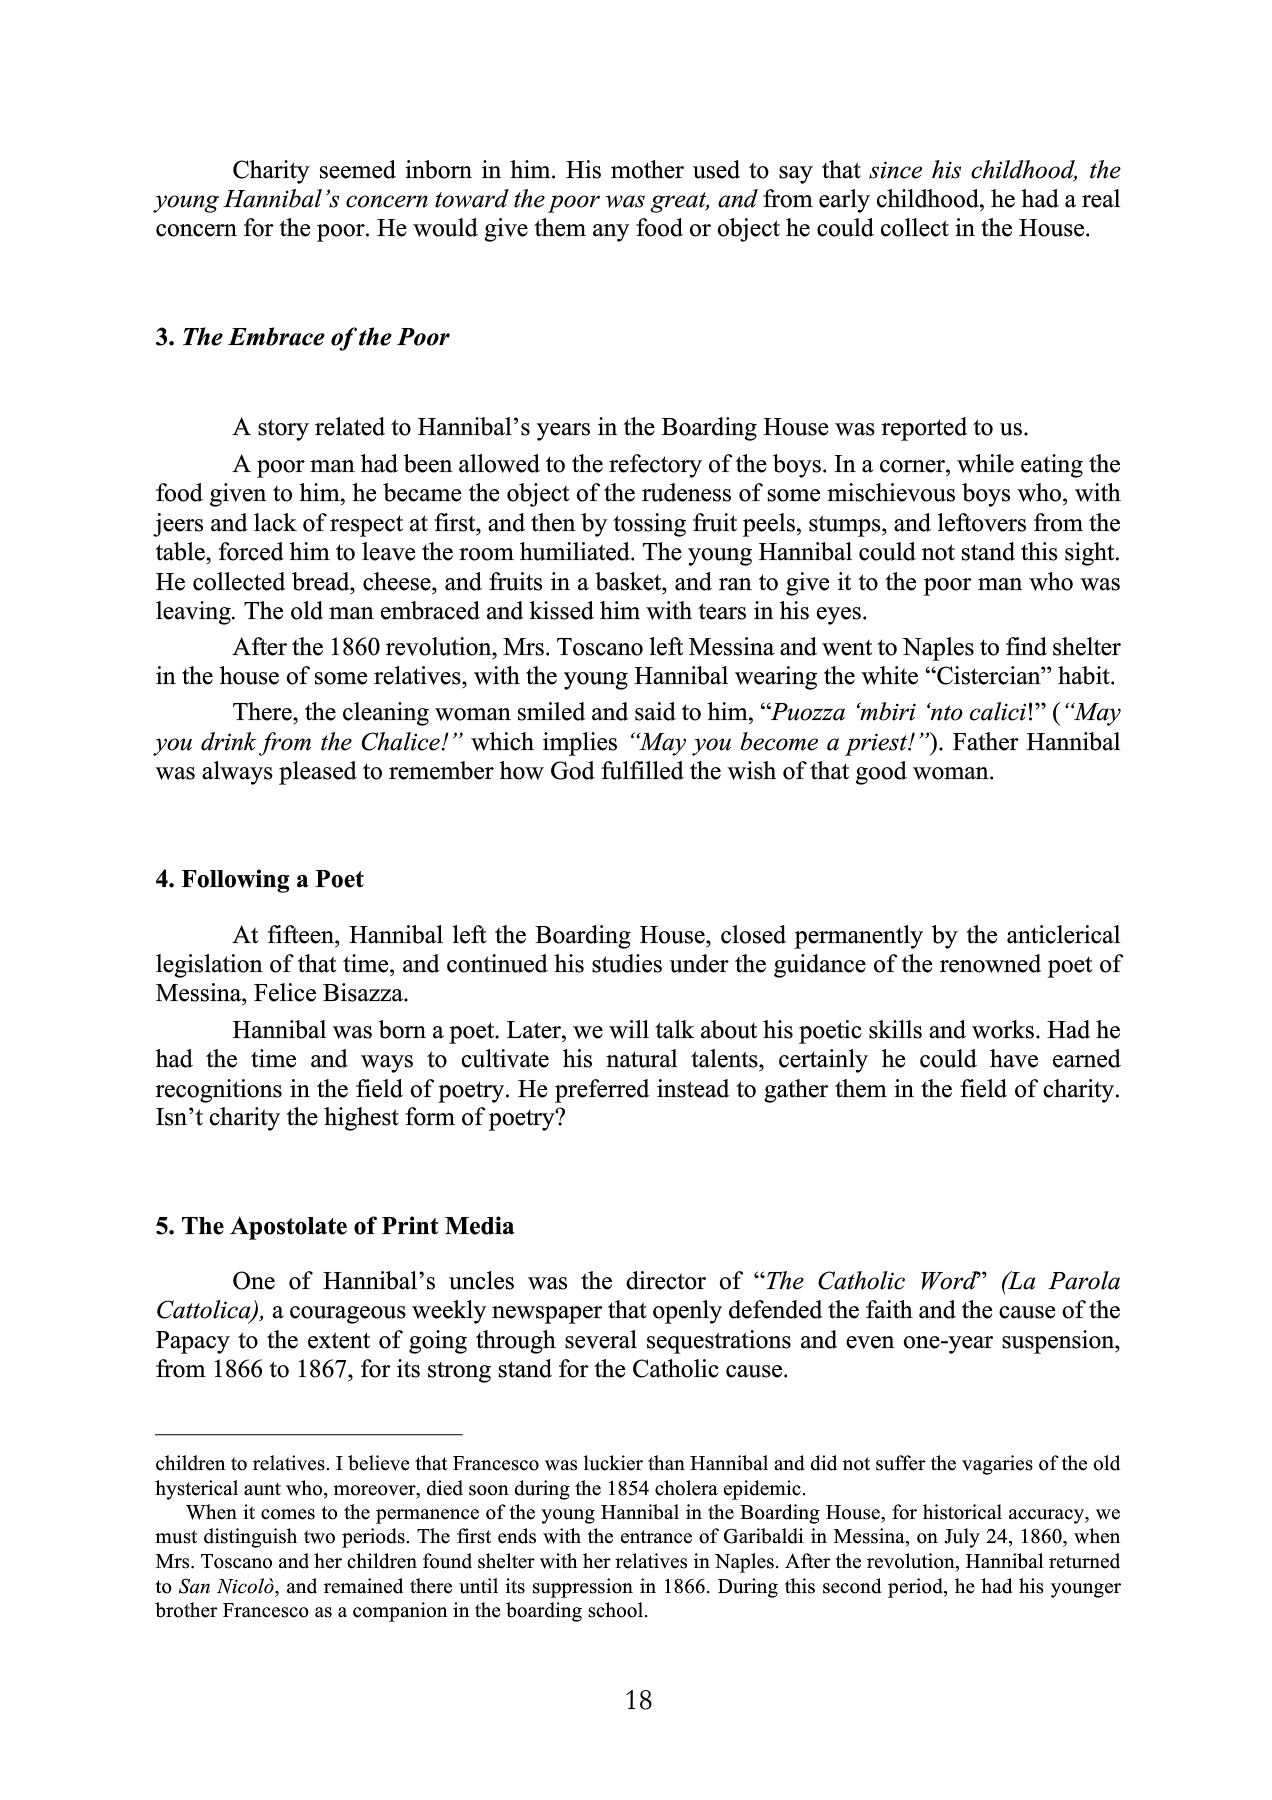 Charity seemed inborn in him. His mother used to say that since his childhood, the
young Hannibal’s concern toward the poor was great, and from early childhood, he had a real
concern for the poor. He would give them any food or object he could collect in the House.
3. The Embrace of the Poor
A story related to Hannibal’s years in the Boarding House was reported to us.
A poor man had been allowed to the refectory of the boys. In a corner, while eating the
food given to him, he became the object of the rudeness of some mischievous boys who, with
jeers and lack of respect at first, and then by tossing fruit peels, stumps, and leftovers from the
table, forced him to leave the room humiliated. The young Hannibal could not stand this sight.
He collected bread, cheese, and fruits in a basket, and ran to give it to the poor man who was
leaving. The old man embraced and kissed him with tears in his eyes.
After the 1860 revolution, Mrs. Toscano left Messina and went to Naples to find shelter
in the house of some relatives, with the young Hannibal wearing the white “Cistercian” habit.
There, the cleaning woman smiled and said to him, “Puozza ‘mbiri ‘nto calici!” (“May
you drink from the Chalice!” which implies “May you become a priest!”). Father Hannibal
was always pleased to remember how God fulfilled the wish of that good woman.
4. Following a Poet
At fifteen, Hannibal left the Boarding House, closed permanently by the anticlerical
legislation of that time, and continued his studies under the guidance of the renowned poet of
Messina, Felice Bisazza.
Hannibal was born a poet. Later, we will talk about his poetic skills and works. Had he
had the time and ways to cultivate his natural talents, certainly he could have earned
recognitions in the field of poetry. He preferred instead to gather them in the field of charity.
Isn’t charity the highest form of poetry?
5. The Apostolate of Print Media
One of Hannibal’s uncles was the director of “The Catholic Word” (La Parola
Cattolica), a courageous weekly newspaper that openly defended the faith and the cause of the
Papacy to the extent of going through several sequestrations and even one-year suspension,
from 1866 to 1867, for its strong stand for the Catholic cause.
children to relatives. I believe that Francesco was luckier than Hannibal and did not suffer the vagaries of the old
hysterical aunt who, moreover, died soon during the 1854 cholera epidemic.
When it comes to the permanence of the young Hannibal in the Boarding House, for historical accuracy, we
must distinguish two periods. The first ends with the entrance of Garibaldi in Messina, on July 24, 1860, when
Mrs. Toscano and her children found shelter with her relatives in Naples. After the revolution, Hannibal returned
to San Nicolò, and remained there until its suppression in 1866. During this second period, he had his younger
brother Francesco as a companion in the boarding school.
18